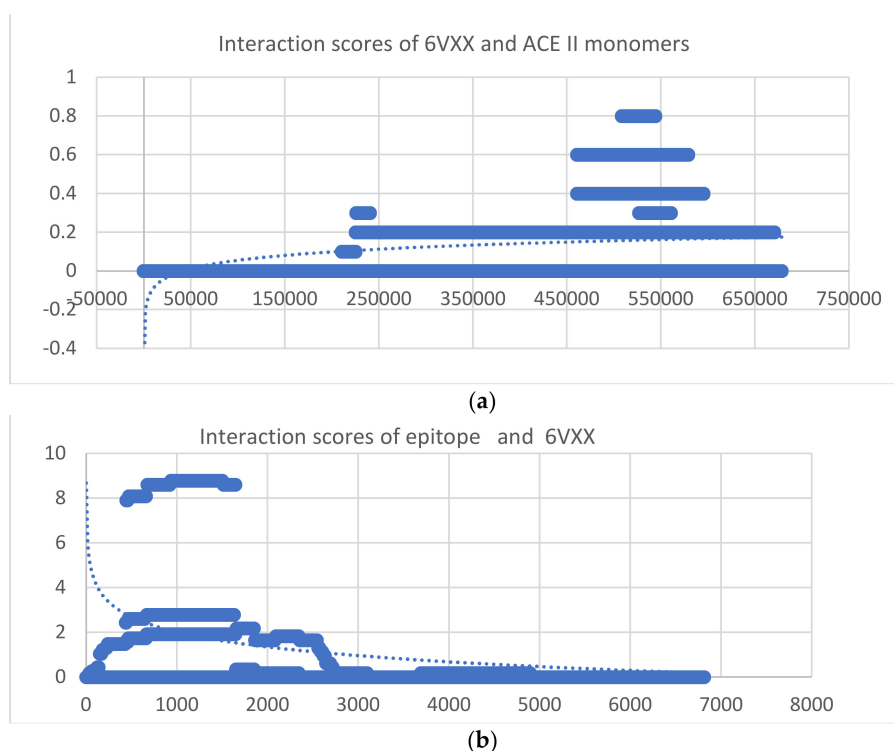 Interaction scores of 6VXX and ACE II monomers
1
0.8
0.6
0.4
0.2
0
50000 50000 150000 250000 350000 450000 550000 650000 750000
-0.2
-0.4
(a)
Interaction scores of epitope and 6VXX
10
8
6
4
2
0
0 1000 2000 3000 4000 5000 6000 7000 8000
(b)